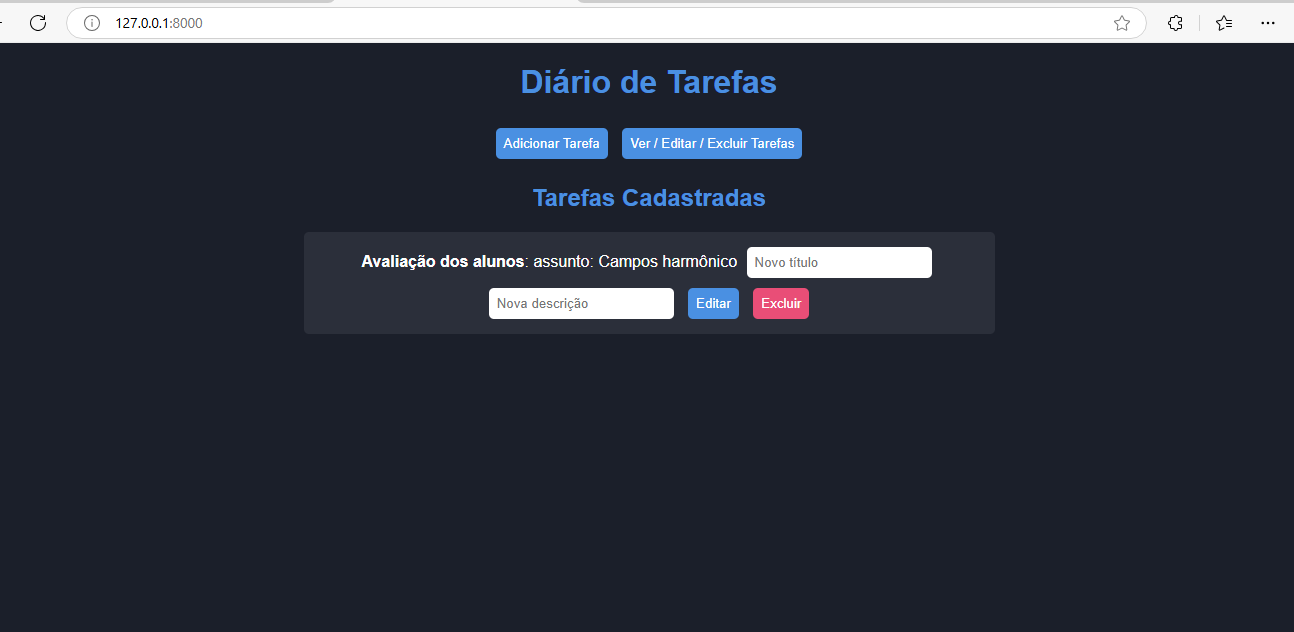 127.0.0.1:8000
Diário de Tarefas
Adicionar Tarefa Ver / Editar / Excluir Tarefas
Tarefas Cadastradas
Avaliação dos alunos: assunto: Campos harmônico Novo título
Nova descrição Editar Excluir